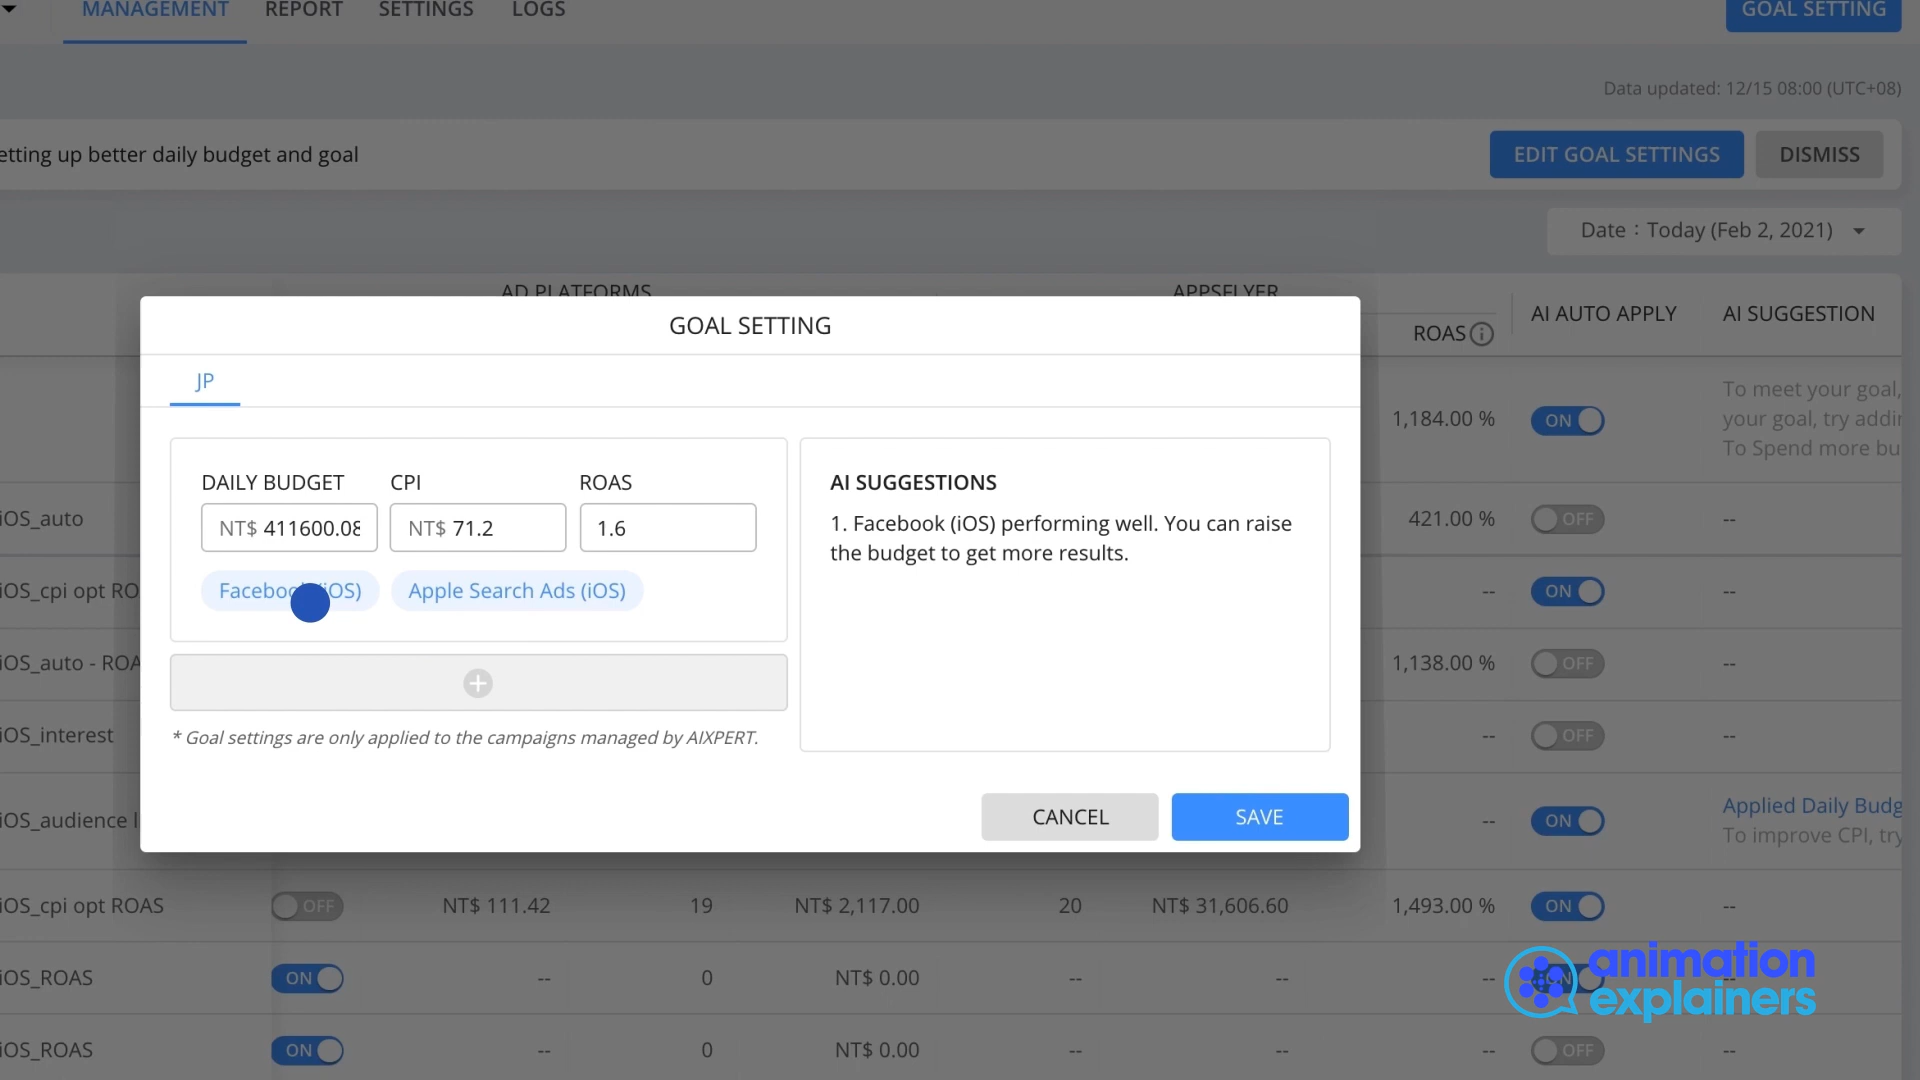 MANAGEMENT REPORT SETTINGS LOGS GOAL SETTING
Data updated: 12/15 08:00 (UTC+08)
etting up better daily budget and goal EDIT GOAL SETTINGS DISMISS
Date : Today (Feb 2, 2021)
AD PLATFORMS APPSFLYER
ROAS AI AUTO APPLY AI SUGGESTION
GOAL SETTING
JP
DAILY BUDGET CPI ROAS
NT$ 411600.08 NT$ 71.2 1.6
Facebook (iOS) Apple Search Ads (iOS)
* Goal settings are only applied to the campaigns managed by AIXPERT.
AI SUGGESTIONS
1. Facebook (iOS) performing well. You can raise
the budget to get more results.
CANCEL SAVE
1,184.00 % ON
To meet your goal,
your goal, try addin
To Spend more bu
iOS_auto 421.00 % OFF --
iOS_cpi opt RO -- ON --
iOS_auto - ROA 1,138.00 % OFF --
iOS_interest -- OFF --
iOS_audience l -- ON
Applied Daily Budg
To improve CPI, try
iOS_cpi opt ROAS OFF NT$ 111.42 19 NT$ 2,117.00 20 NT$ 31,606.60 1,493.00 % ON --
iOS_ROAS ON -- 0 NT$ 0.00 -- -- -- ON --
iOS_ROAS ON -- 0 NT$ 0.00 -- -- -- OFF --
animation
explainers